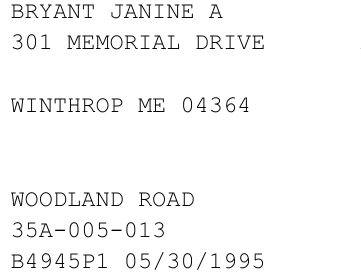 BRYANT JANINE A
301 MEMORIAL DRIVE
WINTHROP ME 04364
WOODLAND ROAD
35A-005-013
B4945P1 05/30/1995